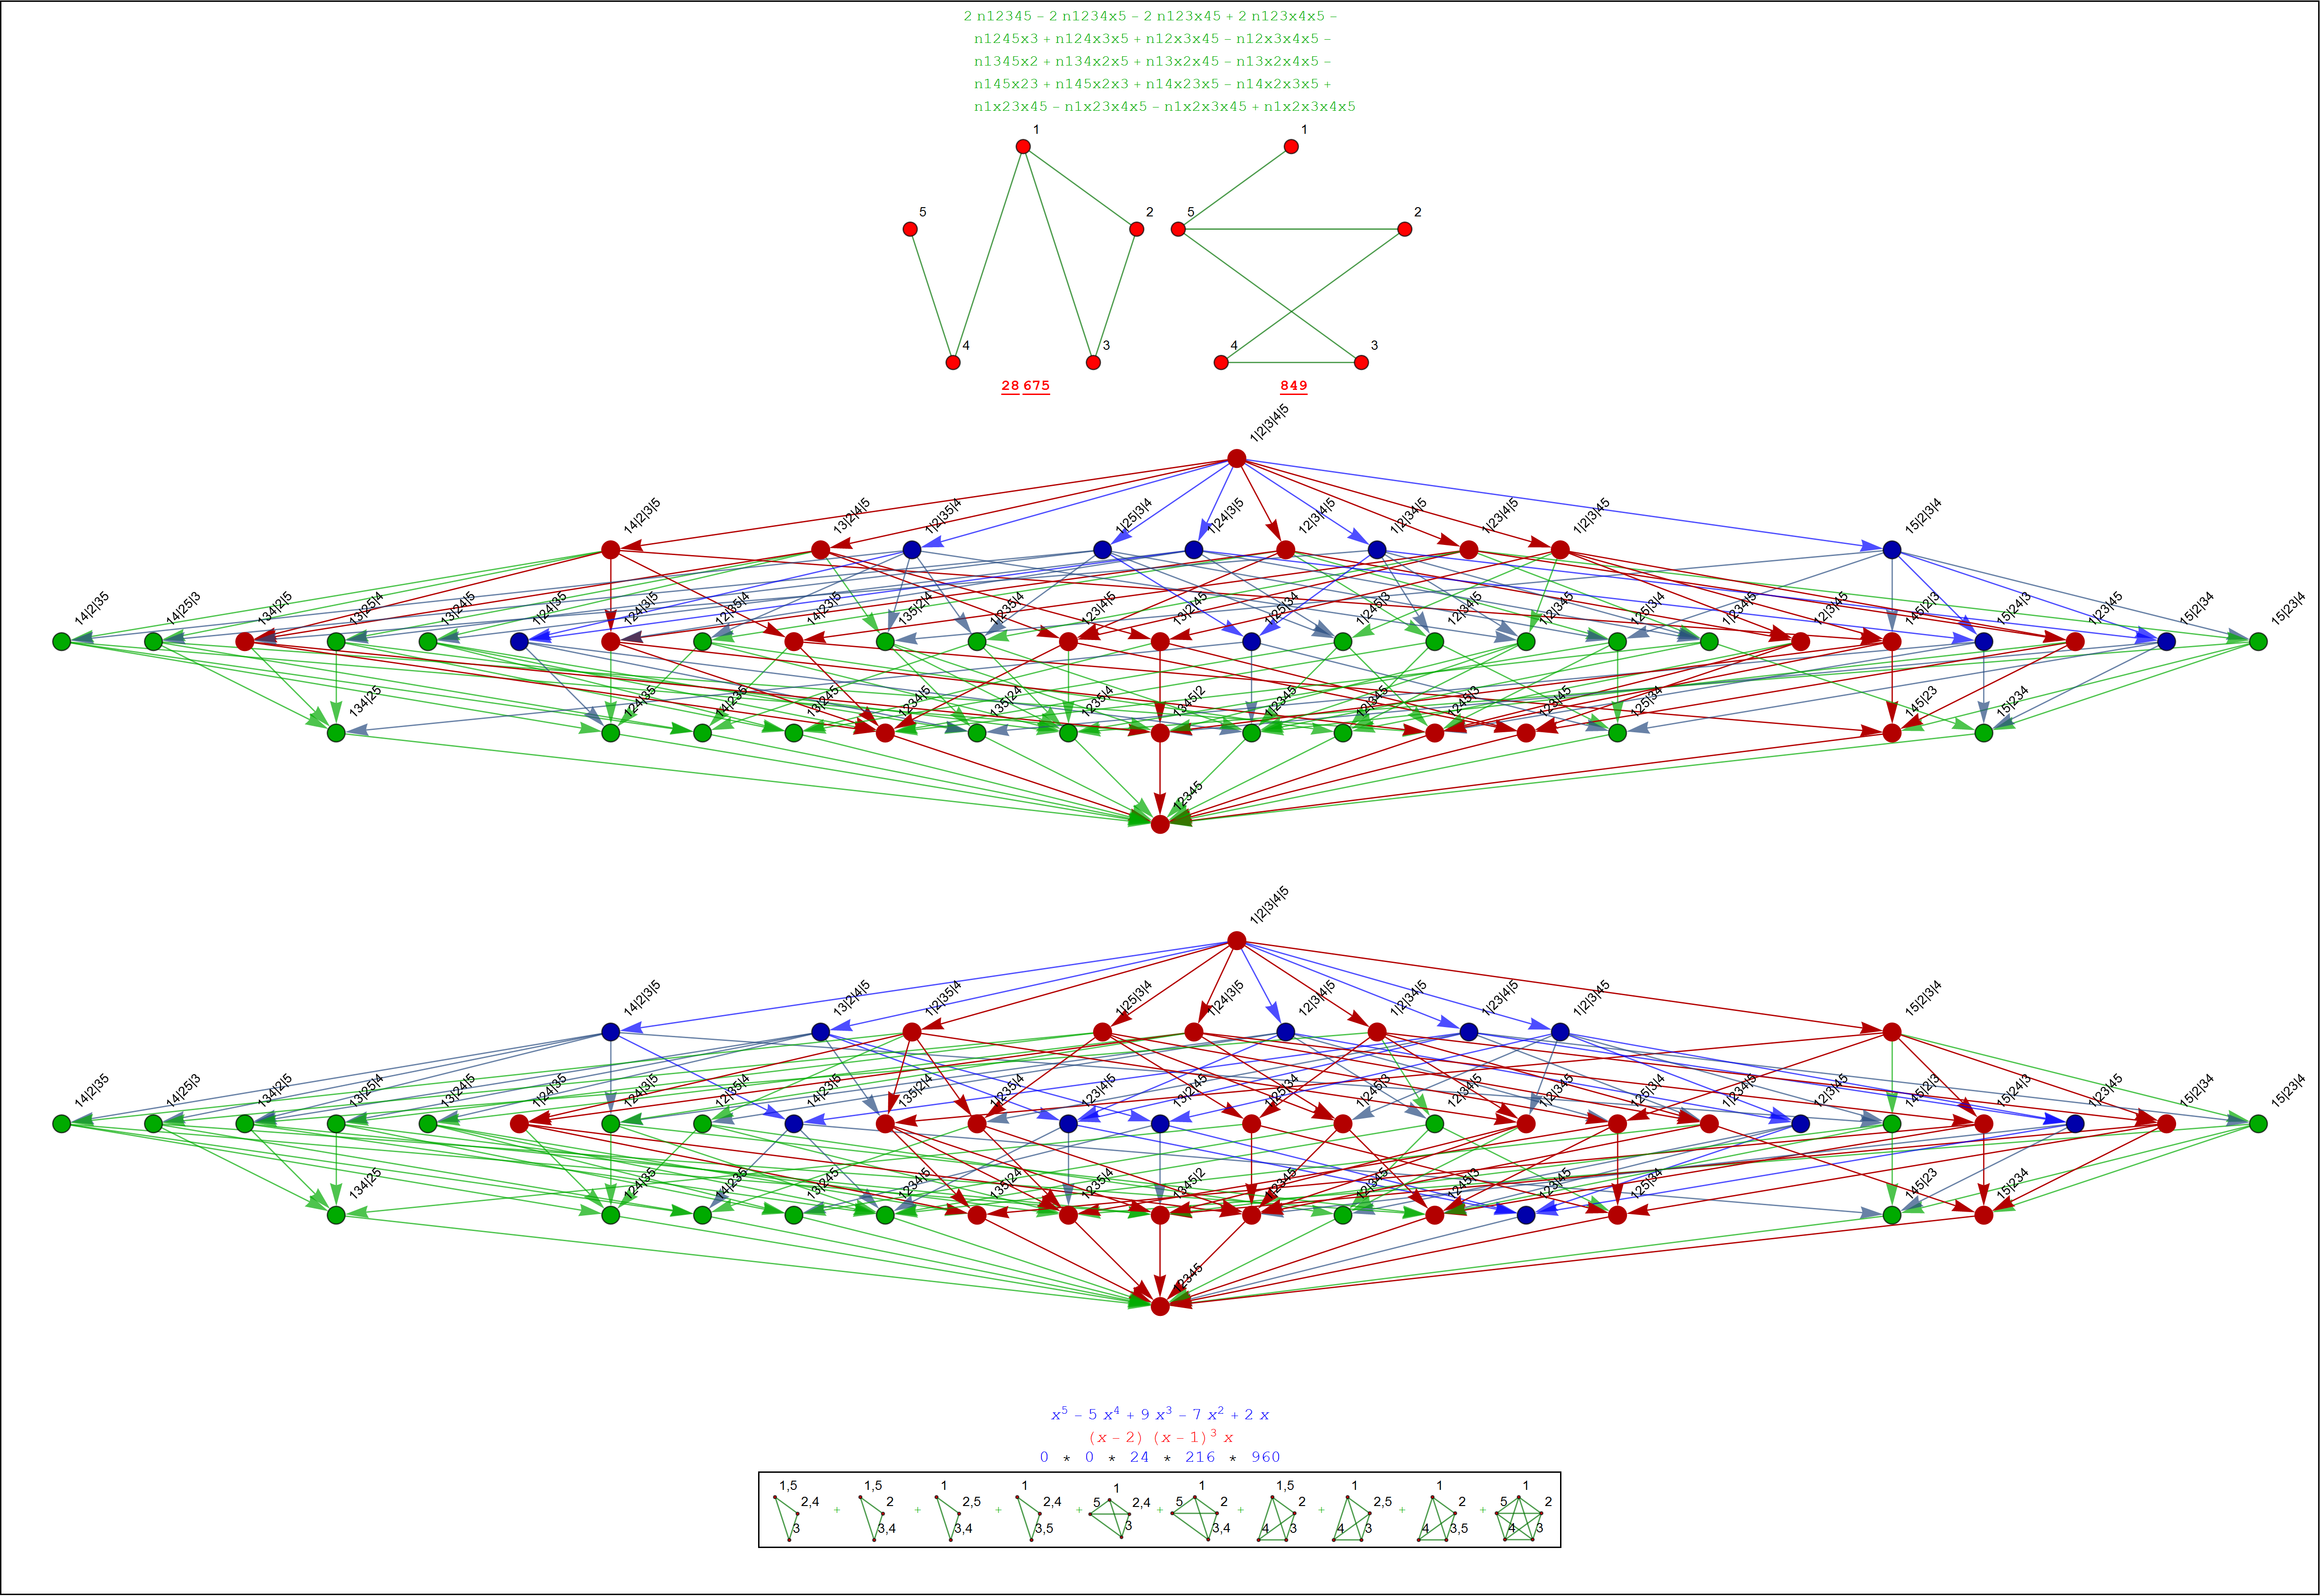 2 n12345 − 2 n1234x5 − 2 n123x45 + 2 n123x4x5 −
n1245x3 + n124x3x5 + n12x3x45 − n12x3x4x5 −
n1345x2 + n134x2x5 + n13x2x45 − n13x2x4x5 −
n145x23 + n145x2x3 + n14x23x5 − n14x2x3x5 +
n1x23x45 − n1x23x4x5 − n1x2x3x45 + n1x2x3x4x5
1 1
5 2 5 2
4 3 4 3
28 675 849
1|2|3|4|5
14|2|3|5 13|2|4|5 1|2|35|4 1|25|3|4 1|24|3|5 12|3|4|5 1|2|34|5 1|23|4|5 1|2|3|45 15|2|3|4
14|2|35 14|25|3 134|2|5 13|25|4 13|24|5 1|24|35 124|3|5 12|35|4 14|23|5 135|2|4 1|235|4 123|4|5 13|2|45 1|25|34 1|245|3 12|34|5 1|2|345 125|3|4 1|234|5 12|3|45 145|2|3 15|24|3 1|23|45 15|2|34 15|23|4
134|25 124|35 14|235 13|245 1234|5 135|24 1235|4 1345|2 1|2345 12|345 1245|3 123|45 125|34 145|23 15|234
12345
1|2|3|4|5
14|2|3|5 13|2|4|5 1|2|35|4 1|25|3|4 1|24|3|5 12|3|4|5 1|2|34|5 1|23|4|5 1|2|3|45 15|2|3|4
14|2|35 14|25|3 134|2|5 13|25|4 13|24|5 1|24|35 124|3|5 12|35|4 14|23|5 135|2|4 1|235|4 123|4|5 13|2|45 1|25|34 1|245|3 12|34|5 1|2|345 125|3|4 1|234|5 12|3|45 145|2|3 15|24|3 1|23|45 15|2|34 15|23|4
134|25 124|35 14|235 13|245 1234|5 135|24 1235|4 1345|2 1|2345 12|345 1245|3 123|45 125|34 145|23 15|234
12345
x⁵ − 5 x⁴ + 9 x³ − 7 x² + 2 x
(x − 2) (x − 1)³ x
0 * 0 * 24 * 216 * 960
1,5 2,4 3 + 1,5 2 3,4 + 1 2,5 3,4 + 1 2,4 3,5 + 1 5 2,4 3 + 1 5 2 3,4 + 1,5 2 4 3 + 1 2,5 4 3 + 1 2 4 3,5 + 1 5 2 4 3